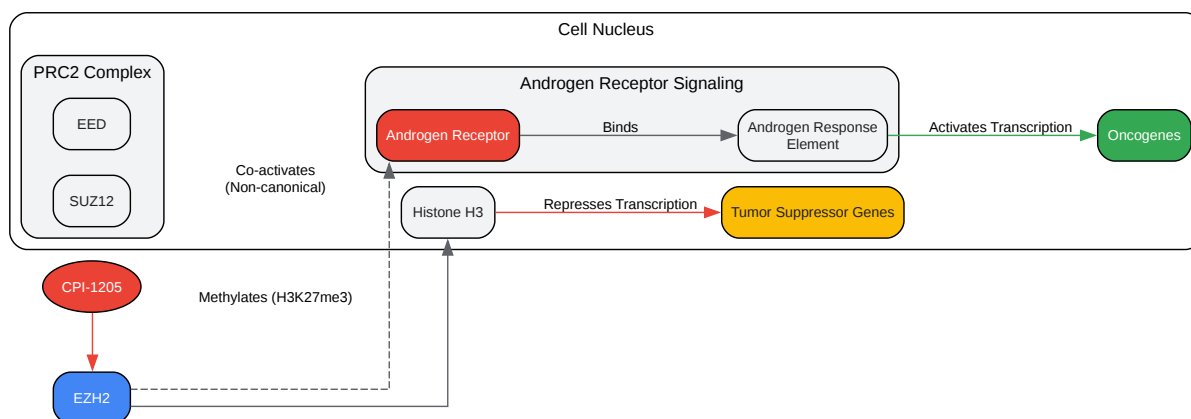 Cell Nucleus
PRC2 Complex
EED
SUZ12
Androgen Receptor Signaling
Androgen Receptor
Binds
Androgen Response
Element
Activates Transcription
Oncogenes
Co-activates
(Non-canonical)
Histone H3
Represses Transcription
Tumor Suppressor Genes
CPI-1205
Methylates (H3K27me3)
EZH2